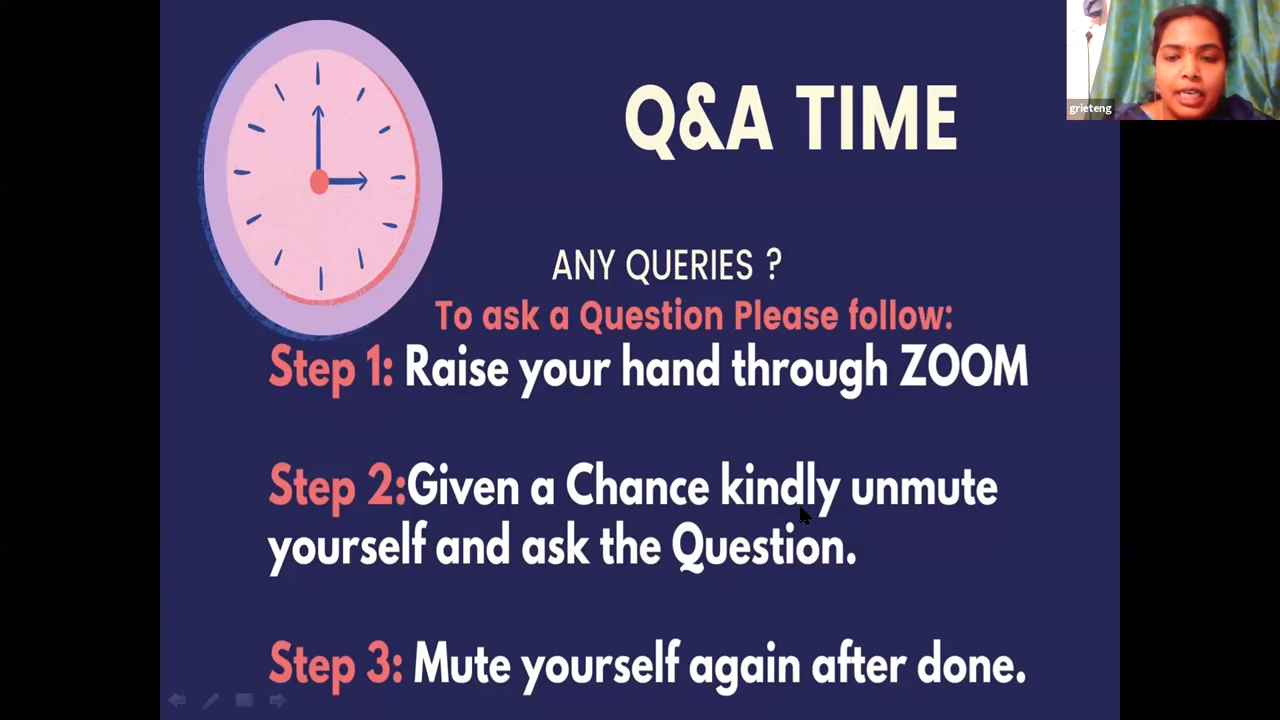 grieteng
Q&A TIME
ANY QUERIES ?
To ask a Question Please follow:
Step 1: Raise your hand through ZOOM
Step 2:Given a Chance kindly unmute
yourself and ask the Question.
Step 3: Mute yourself again after done.